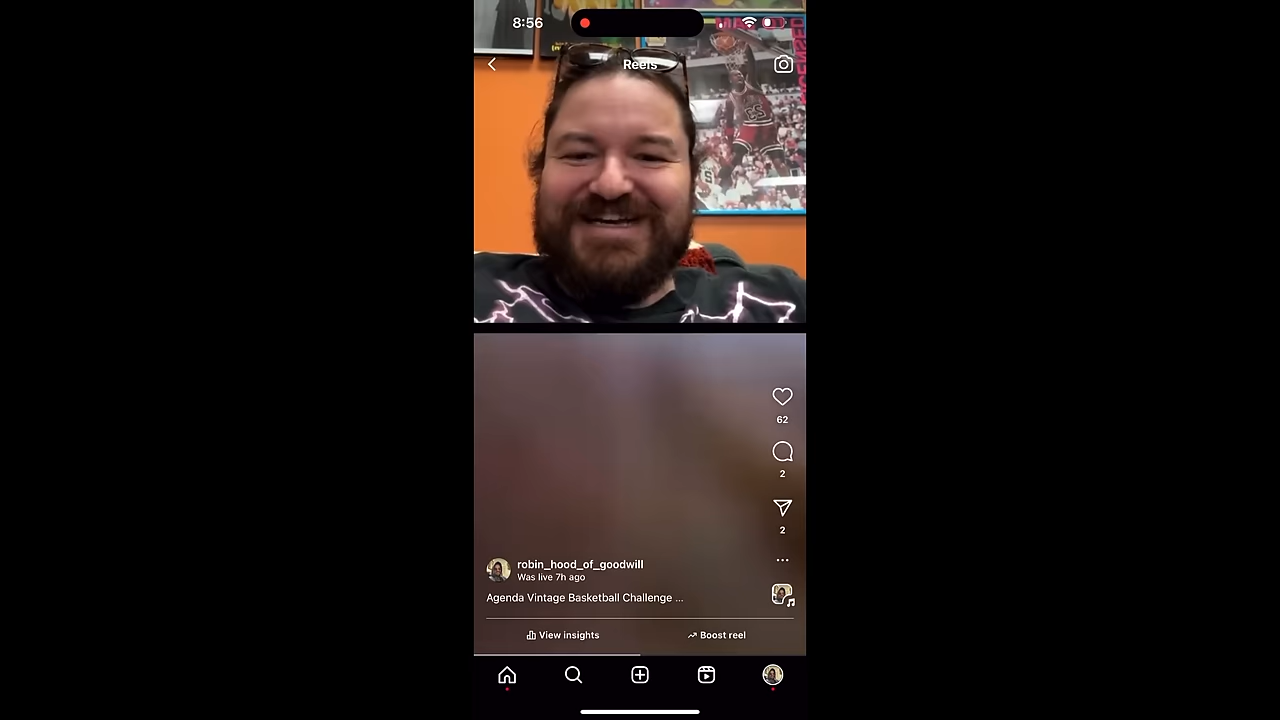 8:56
Reels
62
2
2
robin_hood_of_goodwill
Was live 7h ago
Agenda Vintage Basketball Challenge ...
View insights
Boost reel